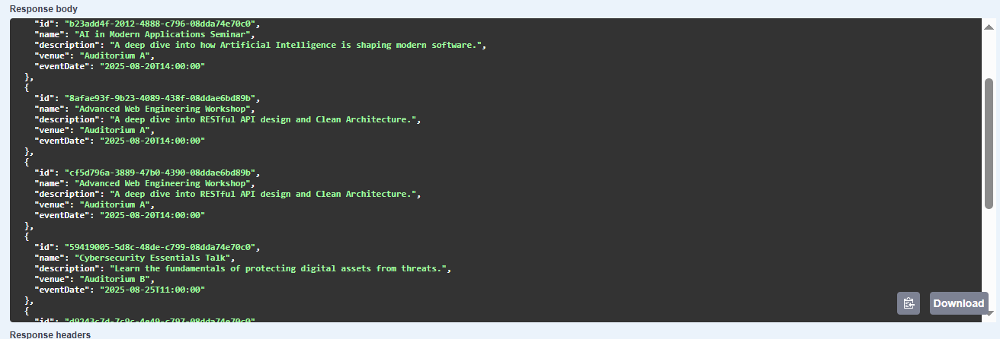 Response body
"id": "b23add4f-2012-4888-c796-08dda74e70c0",
"name": "AI in Modern Applications Seminar",
"description": "A deep dive into how Artificial Intelligence is shaping modern software.",
"venue": "Auditorium A",
"eventDate": "2025-08-20T14:00:00"
},
{
"id": "8afae93f-9b23-4089-438f-08ddae6bd89b",
"name": "Advanced Web Engineering Workshop",
"description": "A deep dive into RESTful API design and Clean Architecture.",
"venue": "Auditorium A",
"eventDate": "2025-08-20T14:00:00"
},
{
"id": "cf5d796a-3889-47b0-4390-08ddae6bd89b",
"name": "Advanced Web Engineering Workshop",
"description": "A deep dive into RESTful API design and Clean Architecture.",
"venue": "Auditorium A",
"eventDate": "2025-08-20T14:00:00"
},
{
"id": "59419005-5d8c-48de-c799-08dda74e70c0",
"name": "Cybersecurity Essentials Talk",
"description": "Learn the fundamentals of protecting digital assets from threats.",
"venue": "Auditorium B",
"eventDate": "2025-08-25T11:00:00"
},
{
"id": "d9243c7d-7c9c-4e49-c797-08dda74e70c0"
Download
Response headers